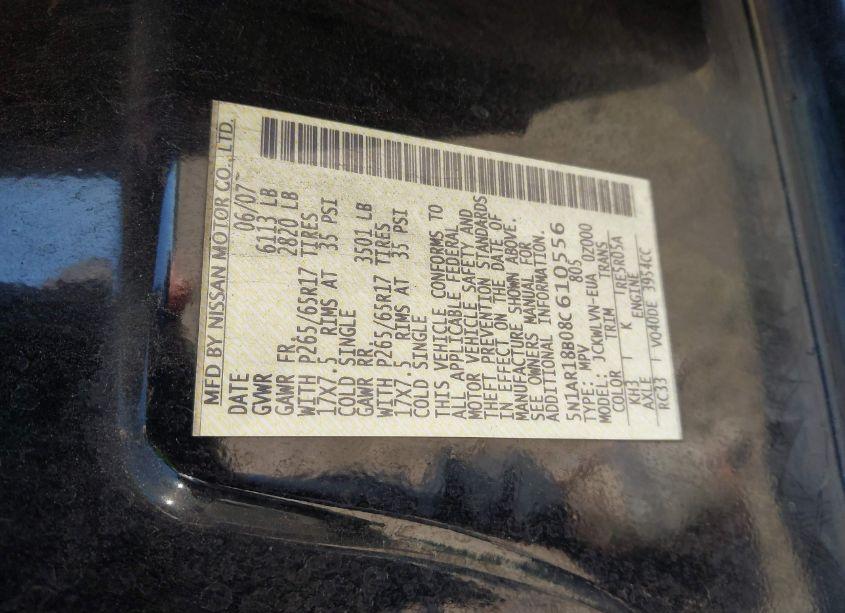 MFD BY NISSAN MOTOR CO., LTD.
DATE 06/07
GVWR 6113 LB
GAWR FR. 2820 LB
WITH P265/65R17 TIRES
17X7.5 RIMS AT 35 PSI
COLD SINGLE
GAWR RR 3501 LB
WITH P265/65R17 TIRES
17X7.5 RIMS AT 35 PSI
COLD SINGLE
THIS VEHICLE CONFORMS TO
ALL APPLICABLE FEDERAL
MOTOR VEHICLE SAFETY AND
THEFT PREVENTION STANDARDS
IN EFFECT ON THE DATE OF
MANUFACTURE SHOWN ABOVE.
SEE OWNERS MANUAL FOR
ADDITIONAL INFORMATION.
5N1AR18B08C610556
TYPE: MPV 805
MODEL: JCKWLVN-EUA 02000
COLOR TRIM TRANS
KH3 K RE5R05A
AXLE ENGINE
RC33 VQ40DE 3954CC